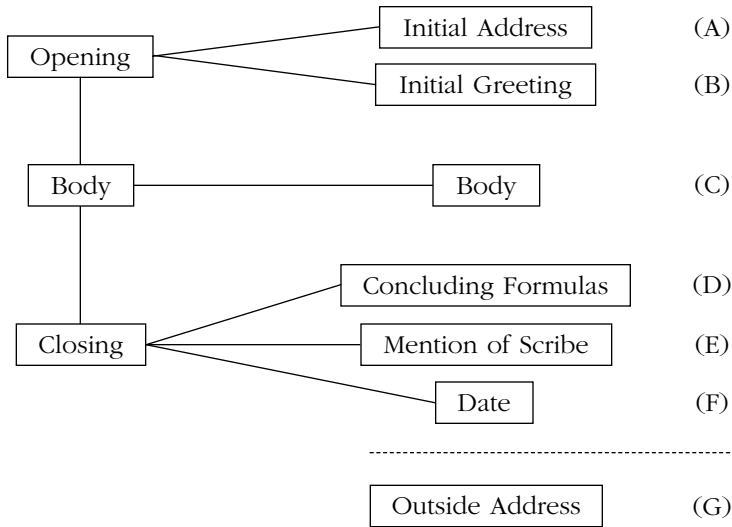 Initial Address (A)
Opening
Initial Greeting (B)
Body Body (C)
Concluding Formulas (D)
Closing Mention of Scribe (E)
Date (F)
Outside Address (G)